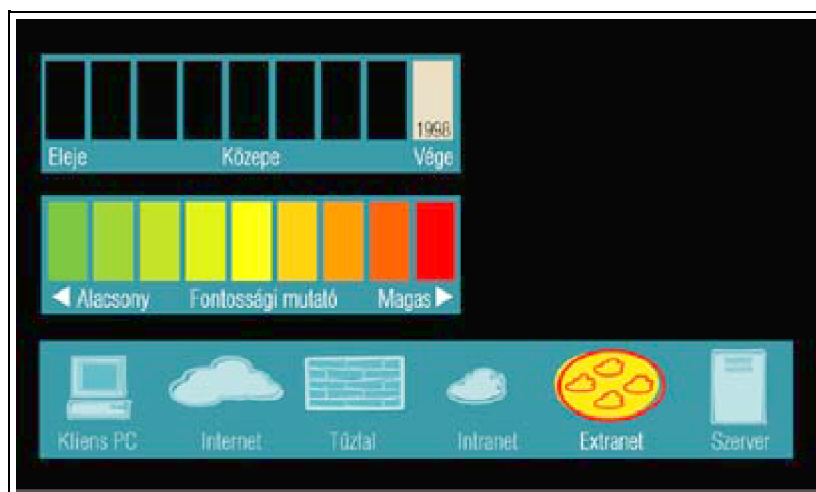 1998
Eleje Közepe Vége
Alacsony Fontossági mutató Magas
Kliens PC Internet Tűzfal Intranet Extranet Szerver